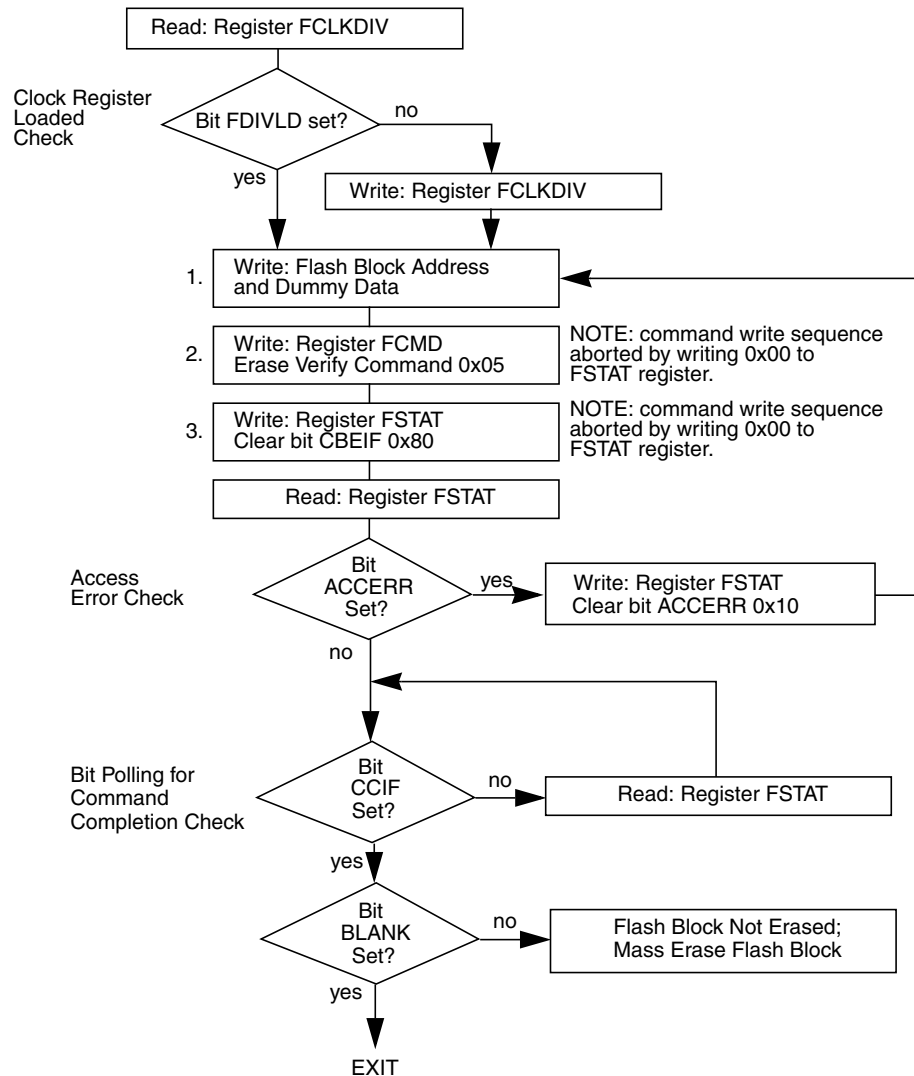 Read: Register FCLKDIV
Clock Register
Loaded
Check
Bit FDIVLD set?
no
yes
Write: Register FCLKDIV
1.
Write: Flash Block Address
and Dummy Data
2.
Write: Register FCMD
Erase Verify Command 0x05
NOTE: command write sequence
aborted by writing 0x00 to
FSTAT register.
3.
Write: Register FSTAT
Clear bit CBEIF 0x80
NOTE: command write sequence
aborted by writing 0x00 to
FSTAT register.
Read: Register FSTAT
Access
Error Check
Bit
ACCERR
Set?
yes
Write: Register FSTAT
Clear bit ACCERR 0x10
no
Bit Polling for
Command
Completion Check
Bit
CCIF
Set?
no
Read: Register FSTAT
yes
Bit
BLANK
Set?
no
Flash Block Not Erased;
Mass Erase Flash Block
yes
EXIT